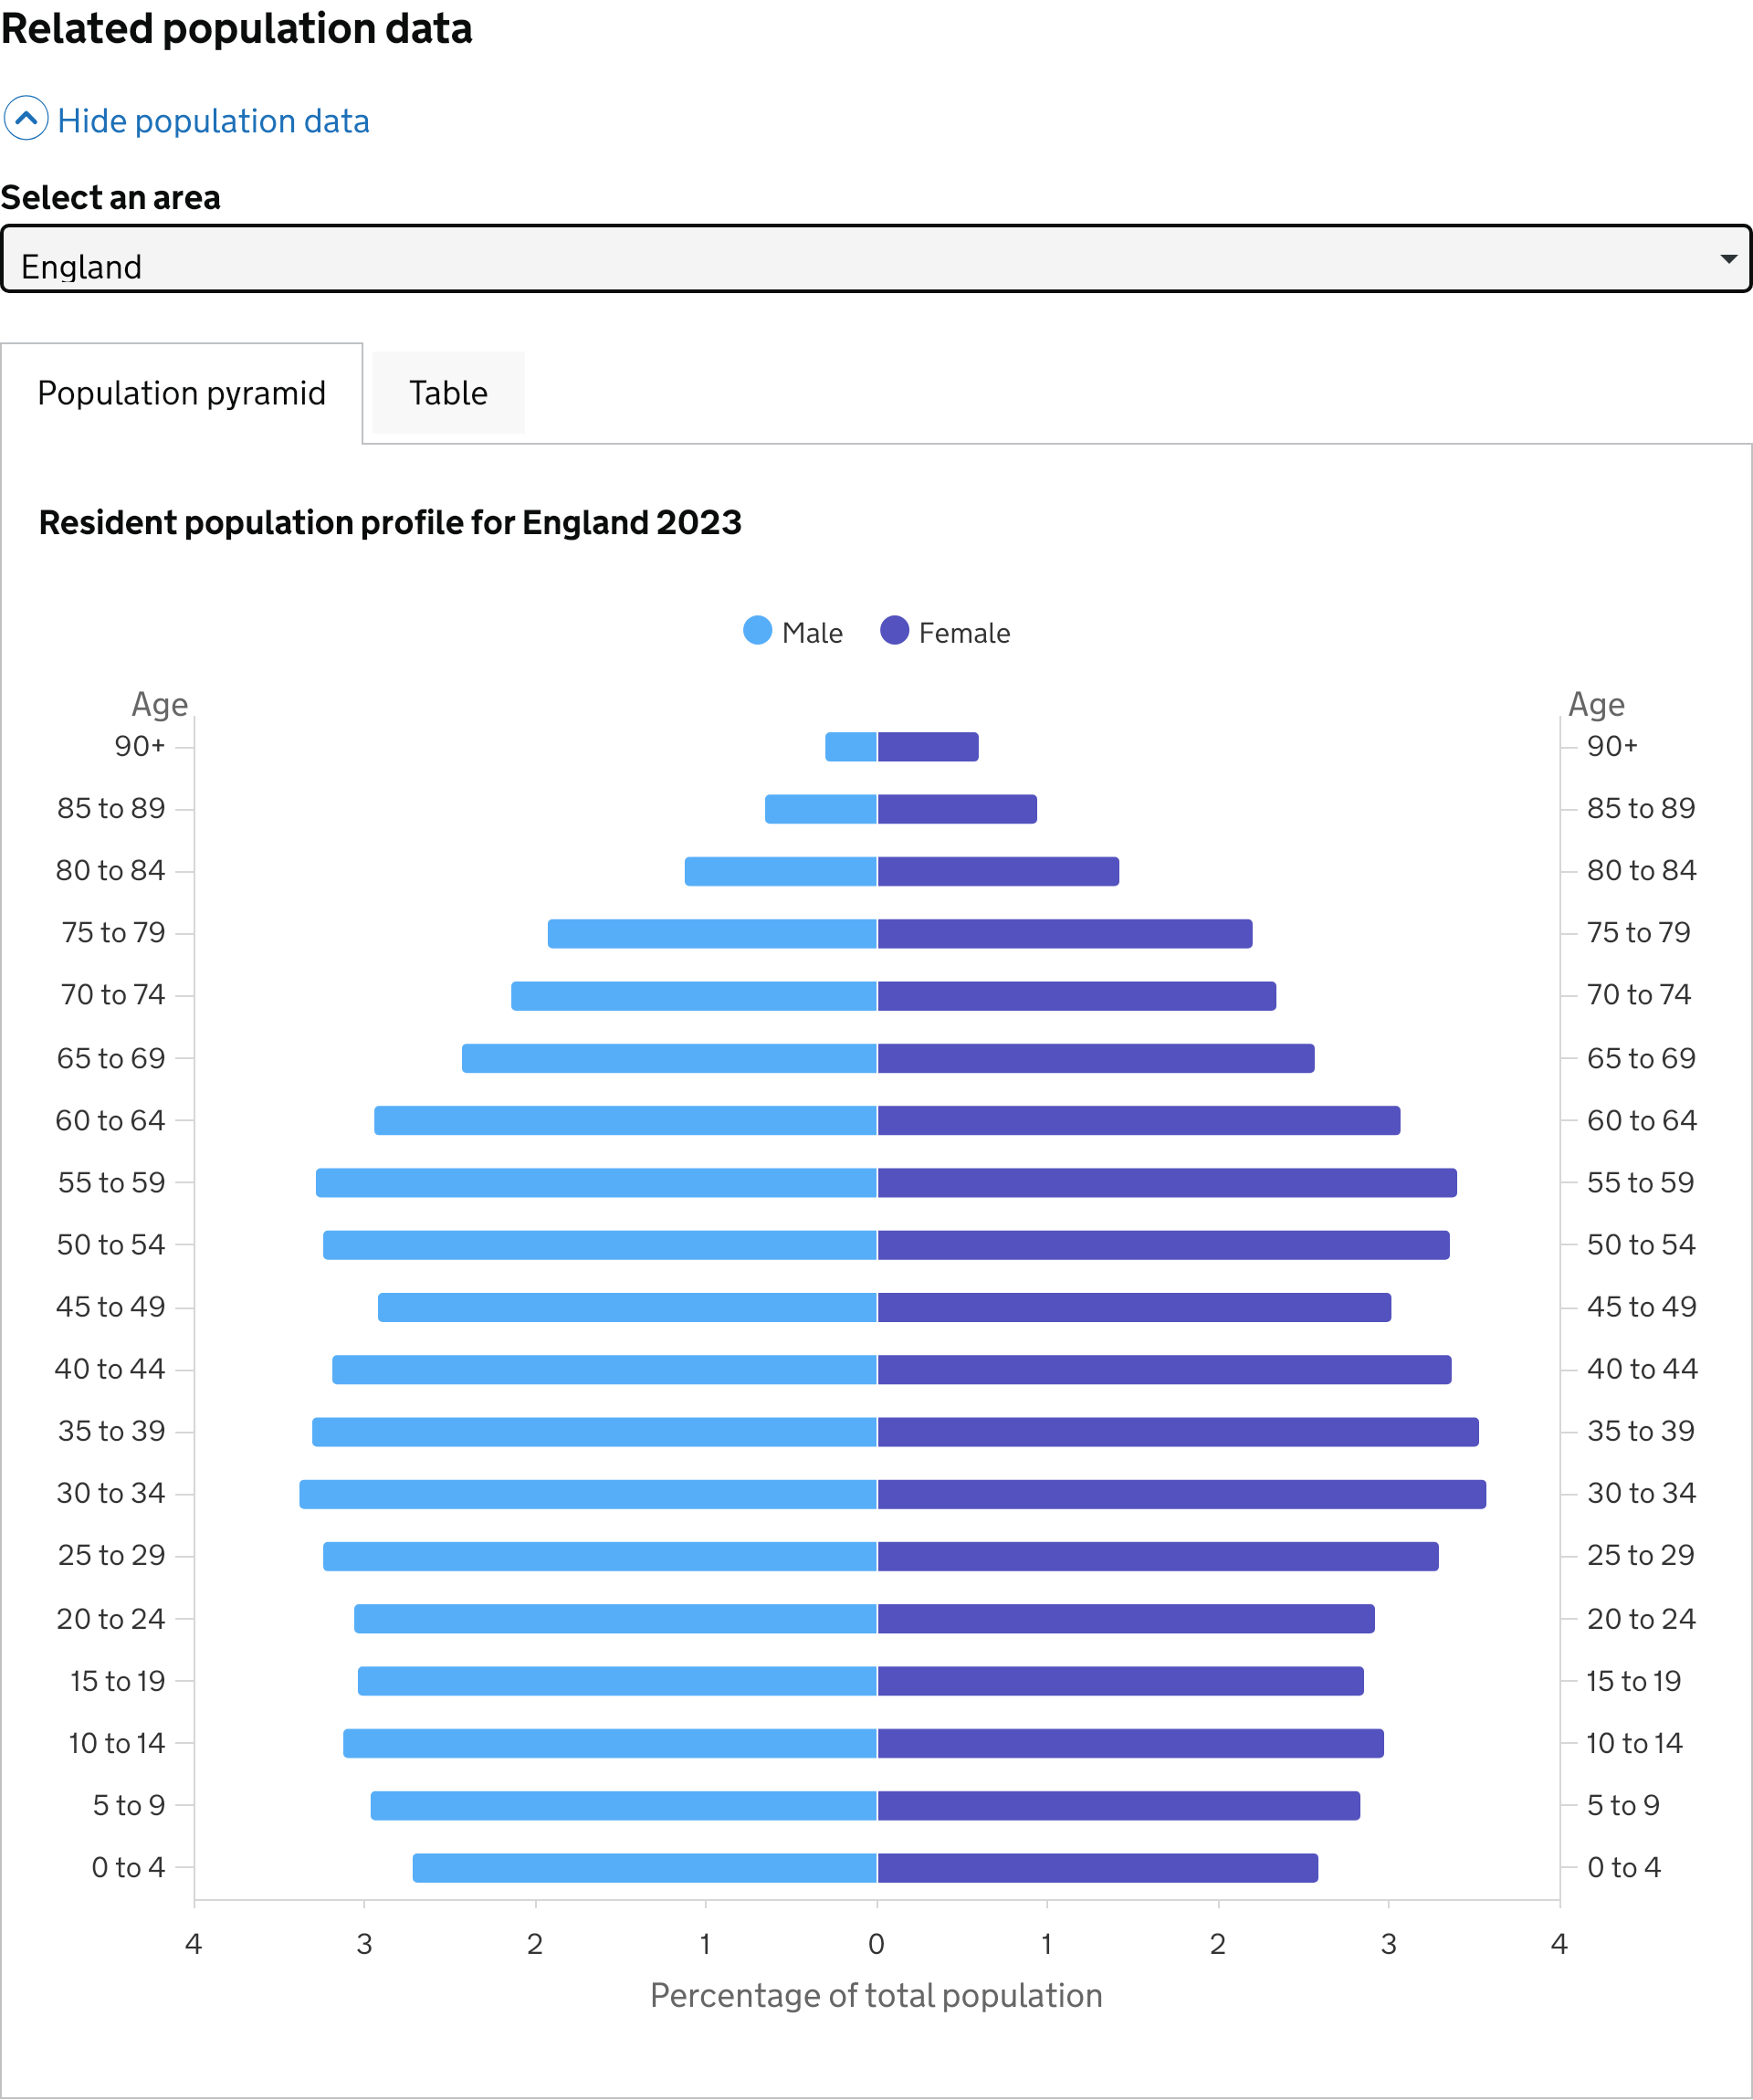 Related population data
Hide population data
Select an area
England
Population pyramid Table
Resident population profile for England 2023
Male Female
Age Age
90+ 90+
85 to 89 85 to 89
80 to 84 80 to 84
75 to 79 75 to 79
70 to 74 70 to 74
65 to 69 65 to 69
60 to 64 60 to 64
55 to 59 55 to 59
50 to 54 50 to 54
45 to 49 45 to 49
40 to 44 40 to 44
35 to 39 35 to 39
30 to 34 30 to 34
25 to 29 25 to 29
20 to 24 20 to 24
15 to 19 15 to 19
10 to 14 10 to 14
5 to 9 5 to 9
0 to 4 0 to 4
4 3 2 1 0 1 2 3 4
Percentage of total population